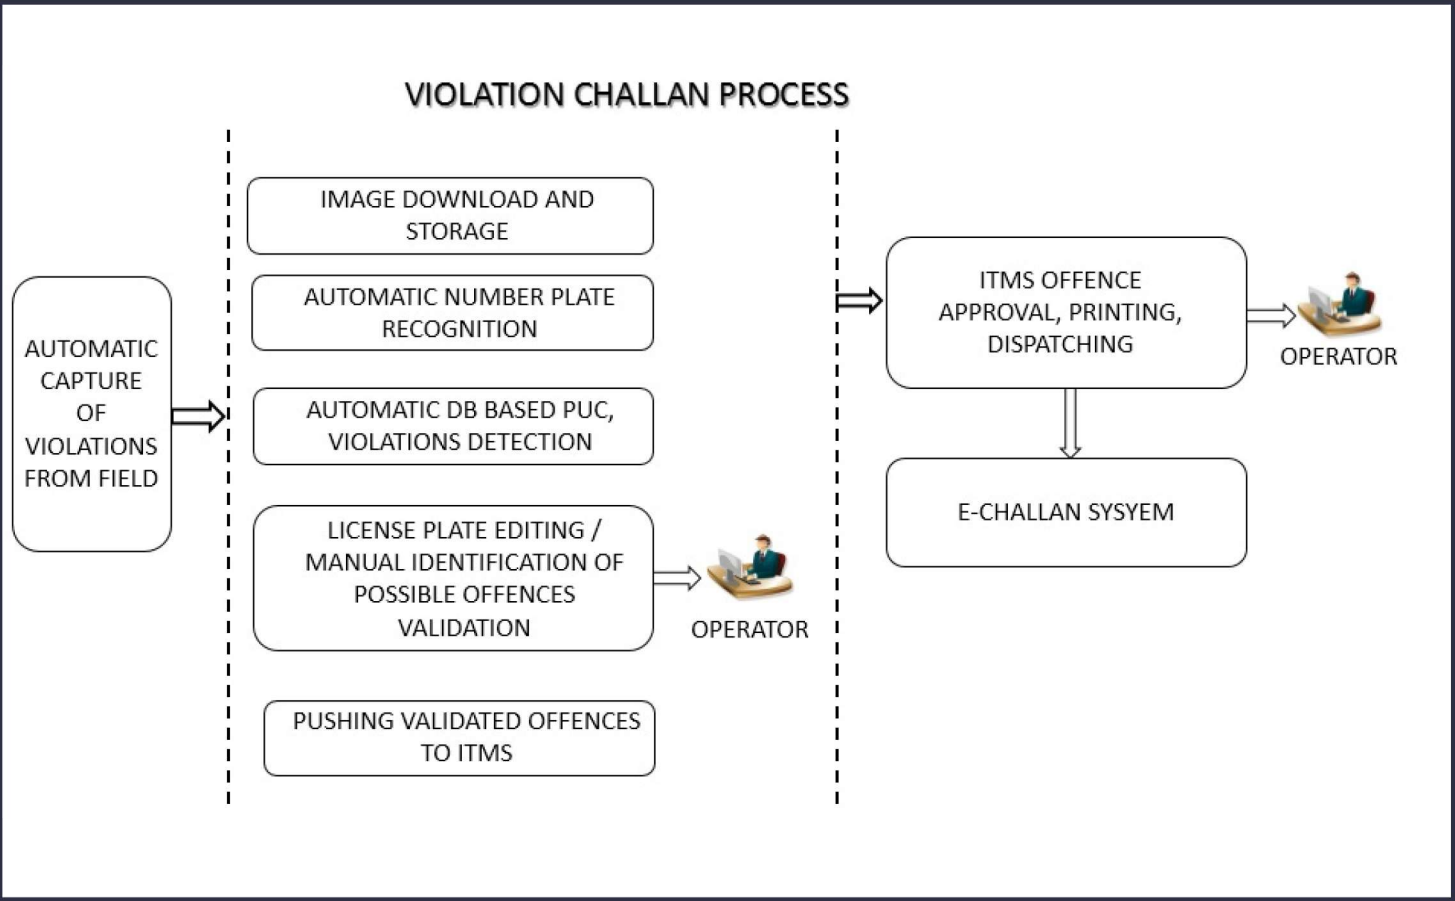 VIOLATION CHALLAN PROCESS
AUTOMATIC
CAPTURE
OF
VIOLATIONS
FROM FIELD
IMAGE DOWNLOAD AND
STORAGE
AUTOMATIC NUMBER PLATE
RECOGNITION
AUTOMATIC DB BASED PUC,
VIOLATIONS DETECTION
LICENSE PLATE EDITING /
MANUAL IDENTIFICATION OF
POSSIBLE OFFENCES
VALIDATION
OPERATOR
PUSHING VALIDATED OFFENCES
TO ITMS
ITMS OFFENCE
APPROVAL, PRINTING,
DISPATCHING
OPERATOR
E-CHALLAN SYSYEM